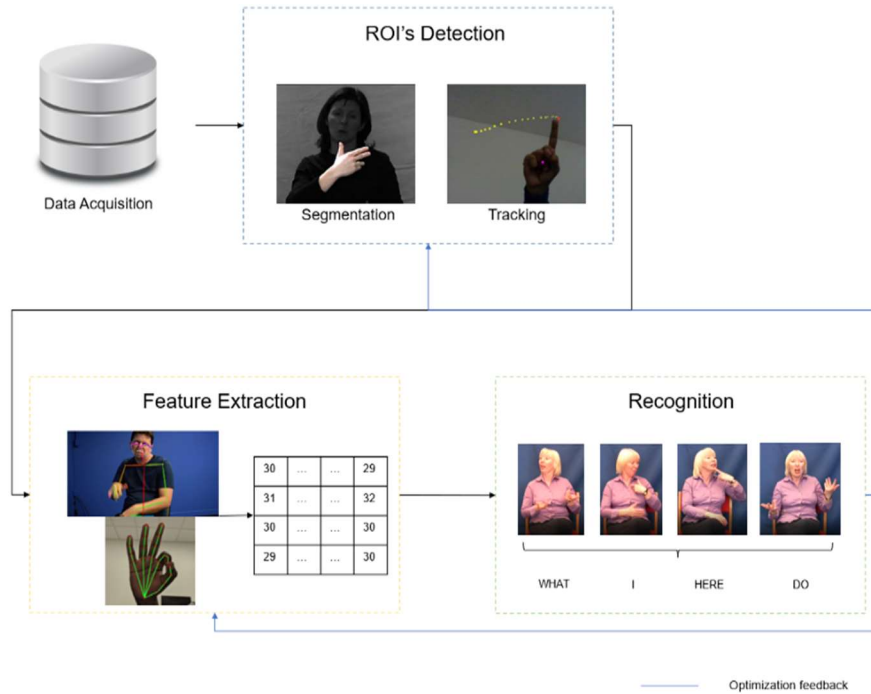 ROI's Detection
Data Acquisition
Segmentation
Tracking
Feature Extraction
30 ... ... 29
31 ... ... 32
30 ... ... 30
29 ... ... 30
Recognition
WHAT I HERE DO
Optimization feedback